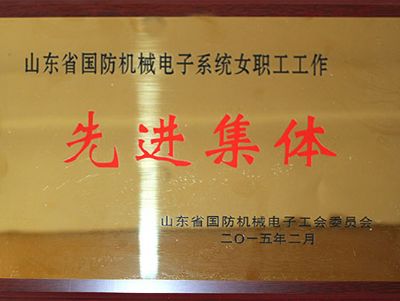 山东省国防机械电子系统女职工工作
先进集体
山东省国防机械电子工会委员会
二〇一五年二月